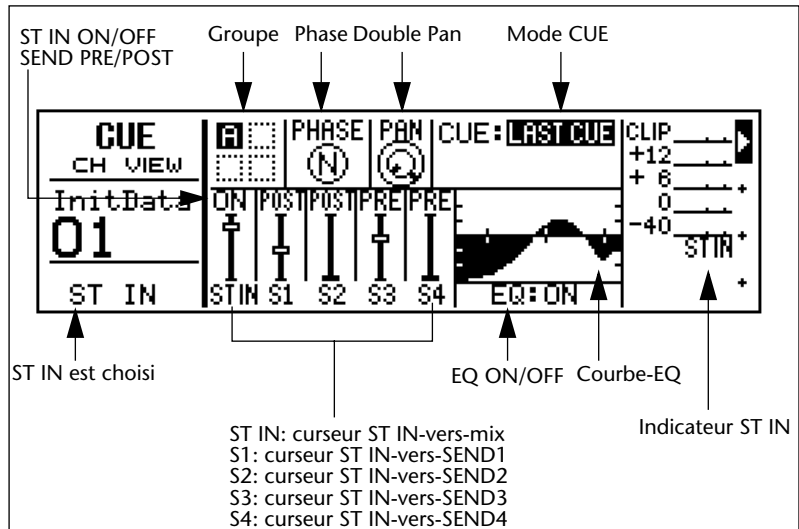 ST IN ON/OFF
SEND PRE/POST
Groupe
Phase
Double Pan
Mode CUE
CUE
CH VIEW
InitData
01
ST IN
A
PHASE
N
PAN
CUE: LAST CUE
ON POST POST PRE PRE
ST IN S1 S2 S3 S4
EQ: ON
CLIP
+12
+ 6
0
-40
ST IN
ST IN est choisi
EQ ON/OFF
Courbe-EQ
Indicateur ST IN
ST IN: curseur ST IN-vers-mix
S1: curseur ST IN-vers-SEND1
S2: curseur ST IN-vers-SEND2
S3: curseur ST IN-vers-SEND3
S4: curseur ST IN-vers-SEND4